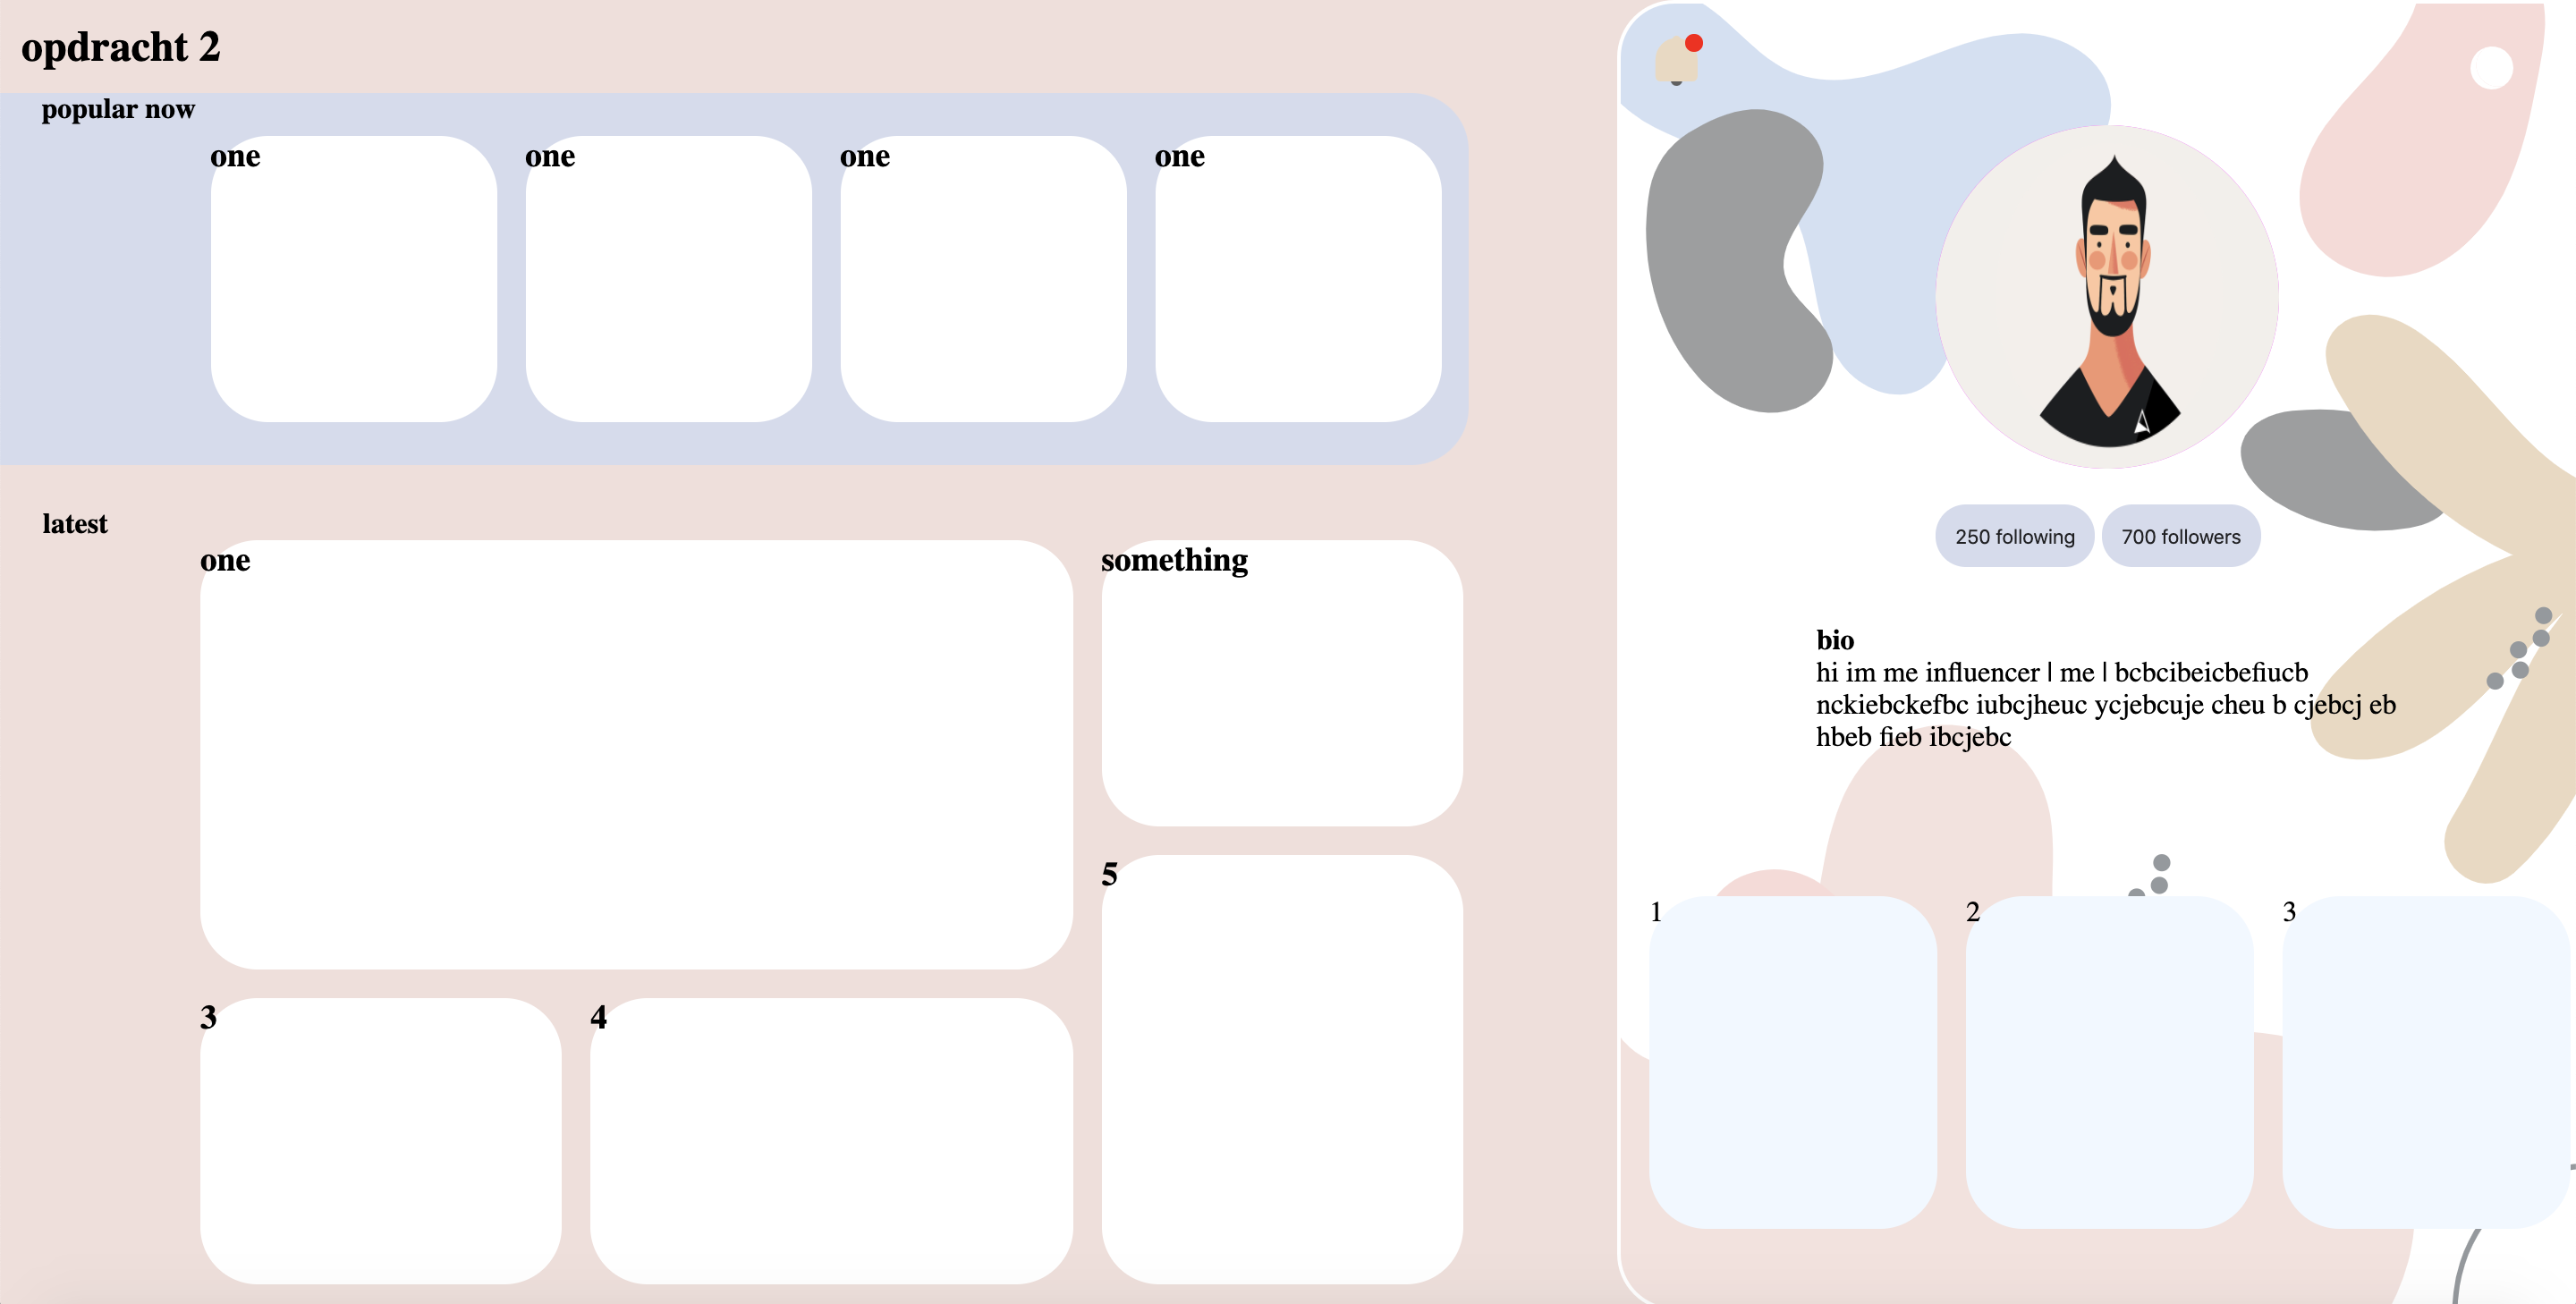 opdracht 2
popular now
one
one
one
one
latest
one
something
5
3
4
250 following
700 followers
bio
hi im me influencer | me | bcbcibeicbefiucb
nckiebckefbc iubcjheuc ycjebcuje cheu b cjebcj eb
hbeb fieb ibcjebc
1
2
3